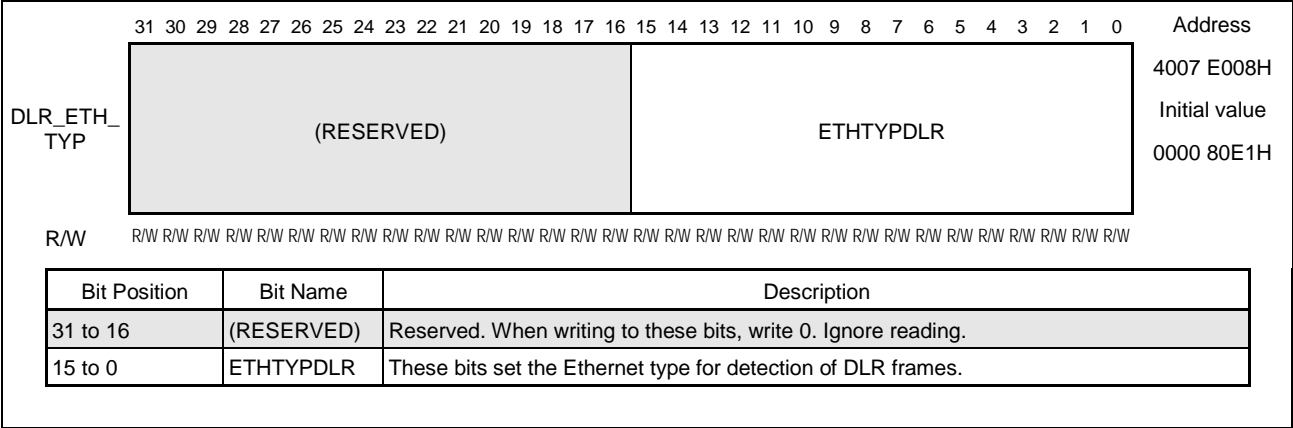 31 30 29 28 27 26 25 24 23 22 21 20 19 18 17 16 15 14 13 12 11 10 9 8 7 6 5 4 3 2 1 0 Address
4007 E008H
DLR_ETH_
TYP
(RESERVED)
ETHTYPDLR
Initial value
0000 80E1H
R/W R/W R/W R/W R/W R/W R/W R/W R/W R/W R/W R/W R/W R/W R/W R/W R/W R/W R/W R/W R/W R/W R/W R/W R/W R/W R/W R/W R/W R/W R/W R/W R/W
Bit Position Bit Name Description
31 to 16 (RESERVED) Reserved. When writing to these bits, write 0. Ignore reading.
15 to 0 ETHTYPDLR These bits set the Ethernet type for detection of DLR frames.